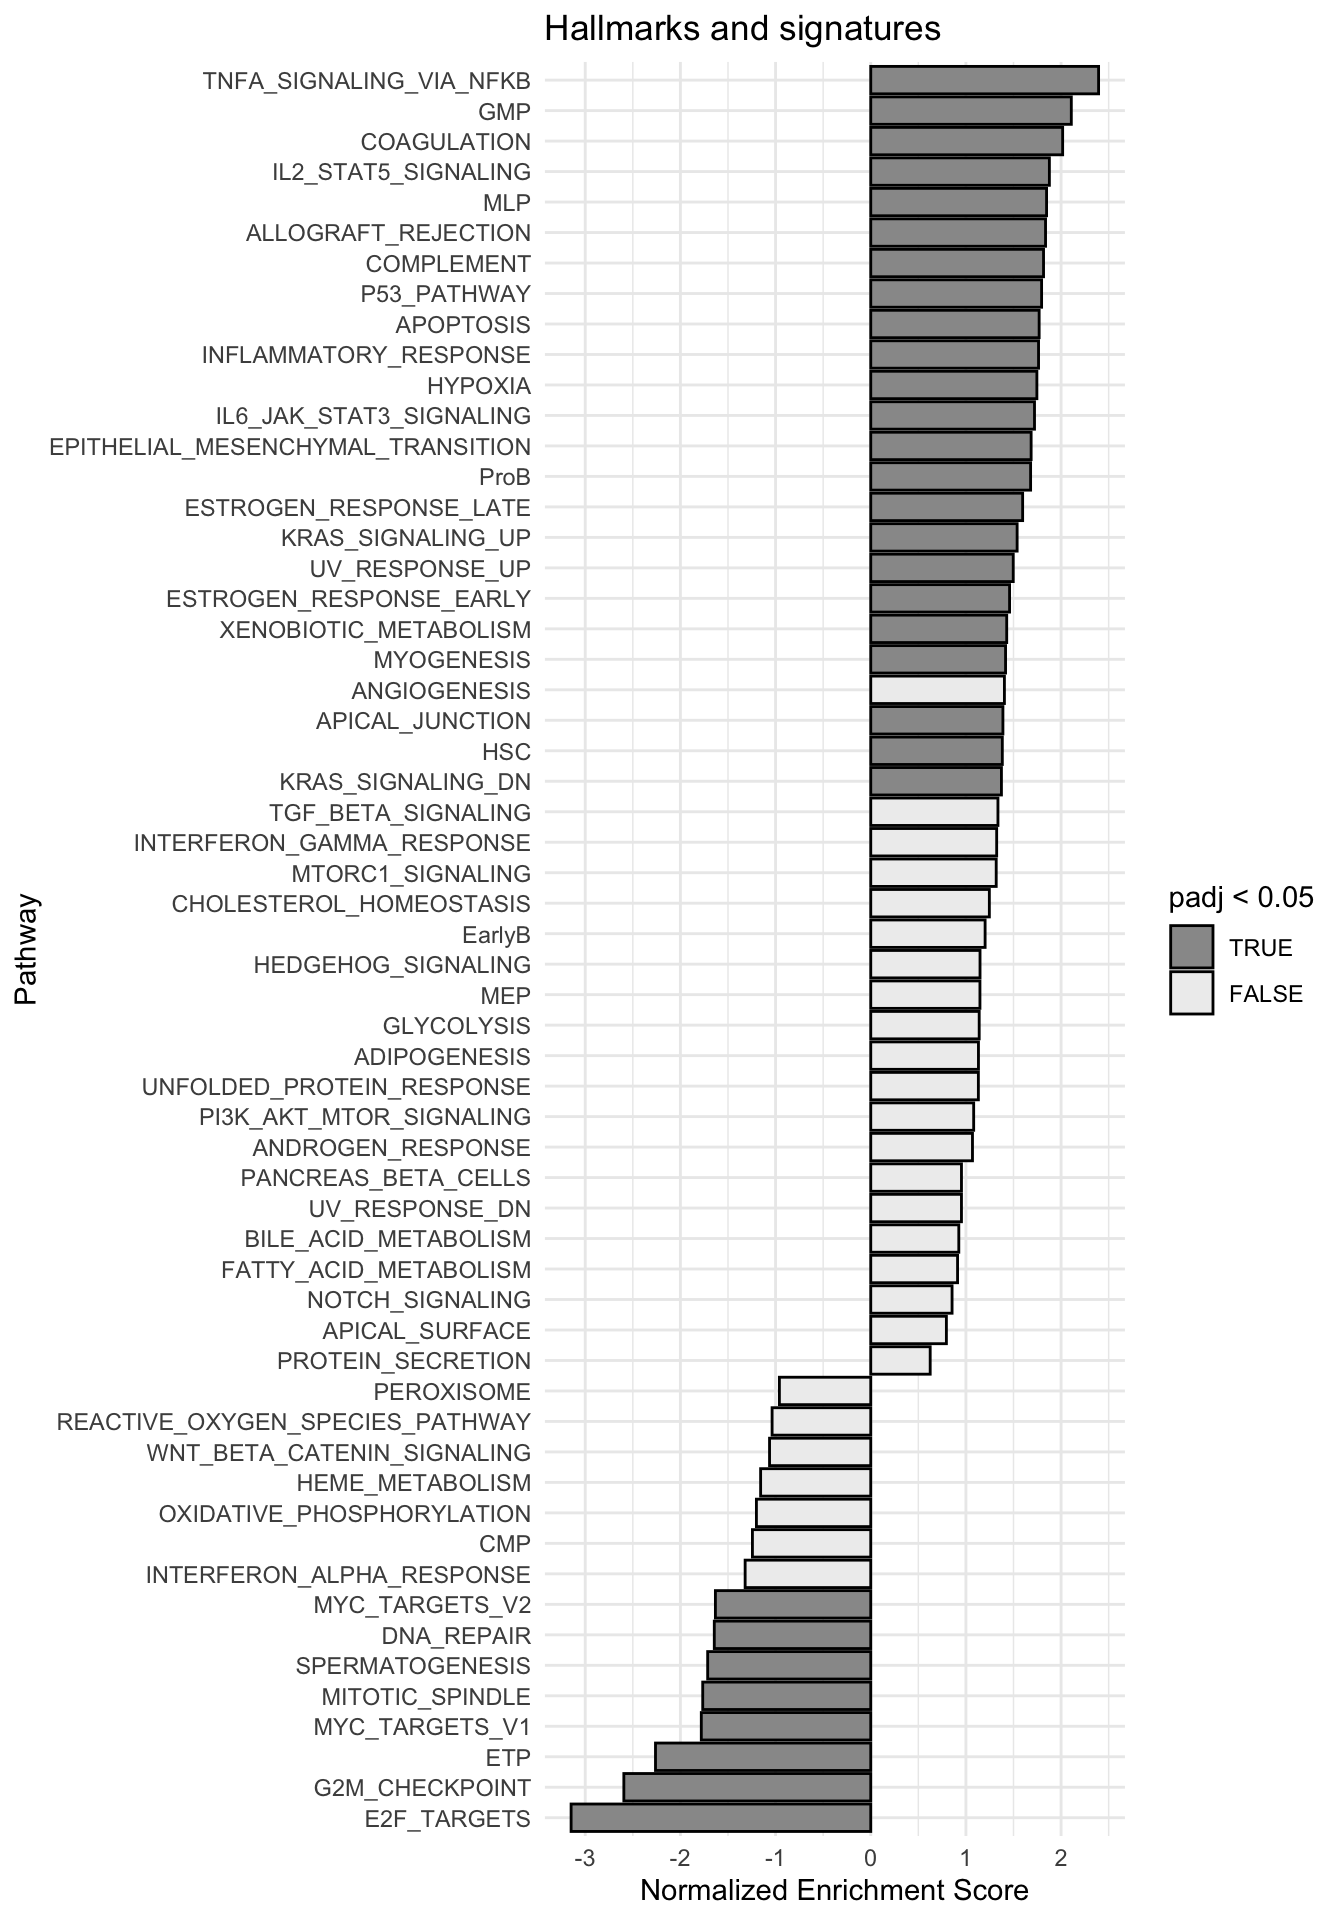 Hallmarks and signatures
TNFA_SIGNALING_VIA_NFKB
GMP
COAGULATION
IL2_STAT5_SIGNALING
MLP
ALLOGRAFT_REJECTION
COMPLEMENT
P53_PATHWAY
APOPTOSIS
INFLAMMATORY_RESPONSE
HYPOXIA
IL6_JAK_STAT3_SIGNALING
EPITHELIAL_MESENCHYMAL_TRANSITION
ProB
ESTROGEN_RESPONSE_LATE
KRAS_SIGNALING_UP
UV_RESPONSE_UP
ESTROGEN_RESPONSE_EARLY
XENOBIOTIC_METABOLISM
MYOGENESIS
ANGIOGENESIS
APICAL_JUNCTION
HSC
KRAS_SIGNALING_DN
TGF_BETA_SIGNALING
INTERFERON_GAMMA_RESPONSE
MTORC1_SIGNALING
CHOLESTEROL_HOMEOSTASIS
EarlyB
HEDGEHOG_SIGNALING
MEP
GLYCOLYSIS
ADIPOGENESIS
UNFOLDED_PROTEIN_RESPONSE
PI3K_AKT_MTOR_SIGNALING
ANDROGEN_RESPONSE
PANCREAS_BETA_CELLS
UV_RESPONSE_DN
BILE_ACID_METABOLISM
FATTY_ACID_METABOLISM
NOTCH_SIGNALING
APICAL_SURFACE
PROTEIN_SECRETION
PEROXISOME
REACTIVE_OXYGEN_SPECIES_PATHWAY
WNT_BETA_CATENIN_SIGNALING
HEME_METABOLISM
OXIDATIVE_PHOSPHORYLATION
CMP
INTERFERON_ALPHA_RESPONSE
MYC_TARGETS_V2
DNA_REPAIR
SPERMATOGENESIS
MITOTIC_SPINDLE
MYC_TARGETS_V1
ETP
G2M_CHECKPOINT
E2F_TARGETS
Pathway
-3 -2 -1 0 1 2
Normalized Enrichment Score
padj < 0.05
TRUE
FALSE